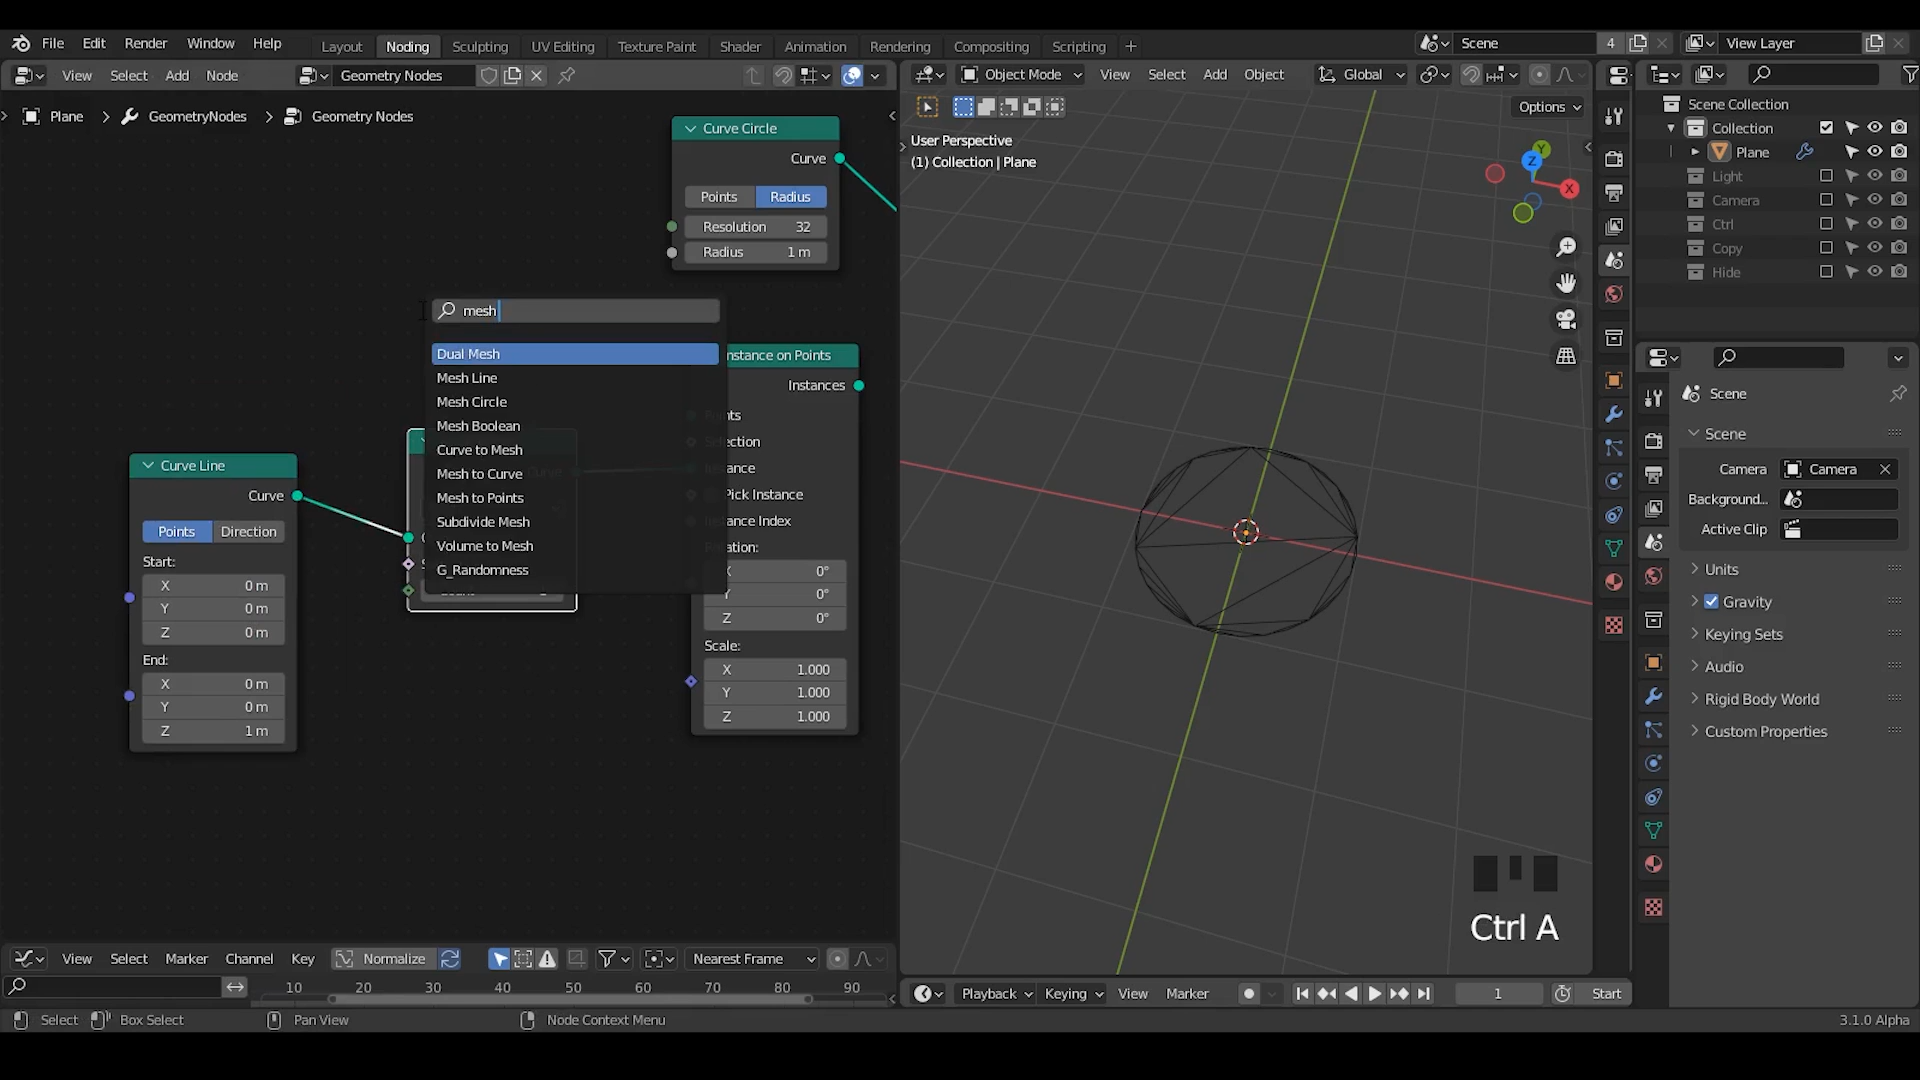 File Edit Render Window Help Layout Noding Sculpting UV Editing Texture Paint Shader Animation Rendering Compositing Scripting + Scene 4 View Layer
View Select Add Node Geometry Nodes Object Mode View Select Add Object Global
Options
Plane > GeometryNodes > Geometry Nodes
User Perspective
(1) Collection | Plane
Z
Y
X
Curve Circle
Curve
Points Radius
Resolution 32
Radius 1 m
mesh
Dual Mesh
Mesh Line
Mesh Circle
Mesh Boolean
Curve to Mesh
Mesh to Curve
Mesh to Points
Subdivide Mesh
Volume to Mesh
G_Randomness
Curve Line
Curve
Points Direction
Start:
X 0 m
Y 0 m
Z 0 m
End:
X 0 m
Y 0 m
Z 1 m
nstance on Points
Instances
Pick Instance
Scale:
X 0°
Y 0°
Z 0°
X 1.000
Y 1.000
Z 1.000
Ctrl A
Scene Collection
Collection
Plane
Light
Camera
Ctrl
Copy
Hide
Scene
Scene
Camera Camera
Background...
Active Clip
Units
Gravity
Keying Sets
Audio
Rigid Body World
Custom Properties
View Select Marker Channel Key Normalize Nearest Frame
10 20 30 40 50 60 70 80 90
Playback Keying View Marker 1 Start
Select Box Select Pan View Node Context Menu 3.1.0 Alpha